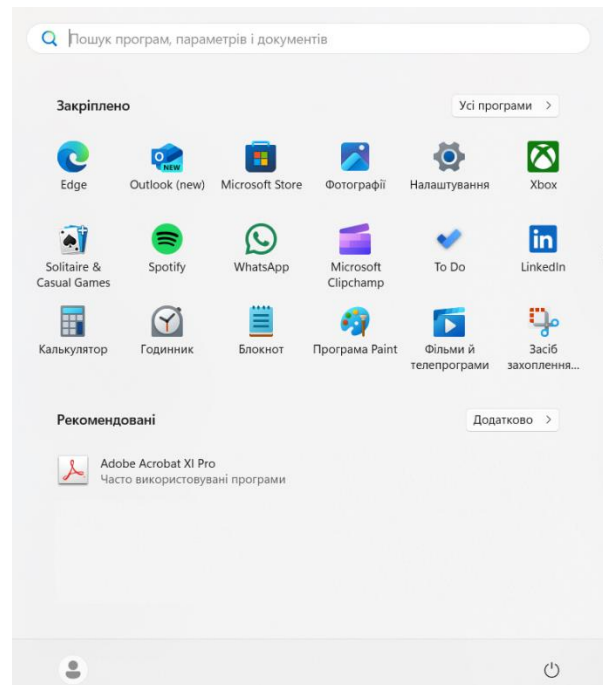 Пошук програм, параметрів і документів
Закріплено
Усі програми
Edge
Outlook (new)
Microsoft Store
Фотографії
Налаштування
Xbox
Solitaire &
Casual Games
Spotify
WhatsApp
Microsoft
Clipchamp
To Do
LinkedIn
Калькулятор
Годинник
Блокнот
Програма Paint
Фільми й
телепрограми
Засіб
захоплення...
Рекомендовані
Додатково
Adobe Acrobat XI Pro
Часто використовувані програми